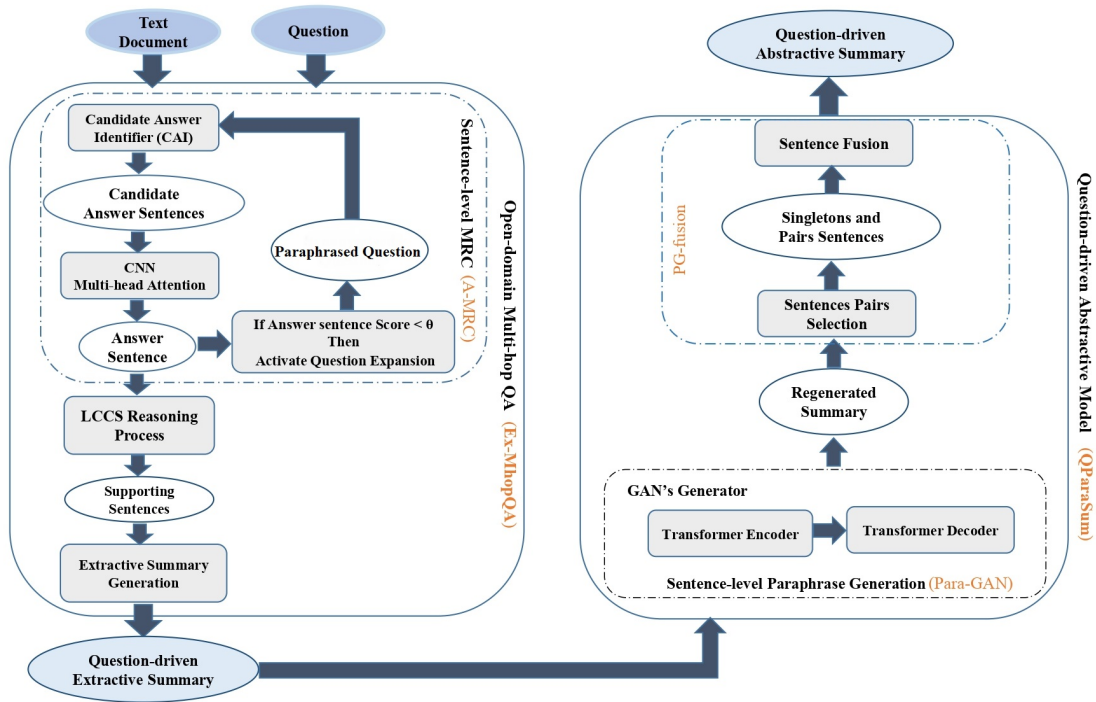 Text
Document
Question
Candidate Answer
Identifier (CAI)
Candidate
Answer Sentences
CNN
Multi-head Attention
Answer
Sentence
If Answer sentence Score < θ
Then
Activate Question Expansion
Paraphrased Question
Sentence-level MRC (A-MRC)
LCCS Reasoning
Process
Supporting
Sentences
Extractive Summary
Generation
Open-domain Multi-hop QA (Ex-MhopQA)
Question-driven
Extractive Summary
Question-driven
Abstractive Summary
Sentence Fusion
Singletons and
Pairs Sentences
PG-fusion
Sentences Pairs
Selection
Regenerated
Summary
GAN's Generator
Transformer Encoder
Transformer Decoder
Sentence-level Paraphrase Generation (Para-GAN)
Question-driven Abstractive Model (QParaSum)